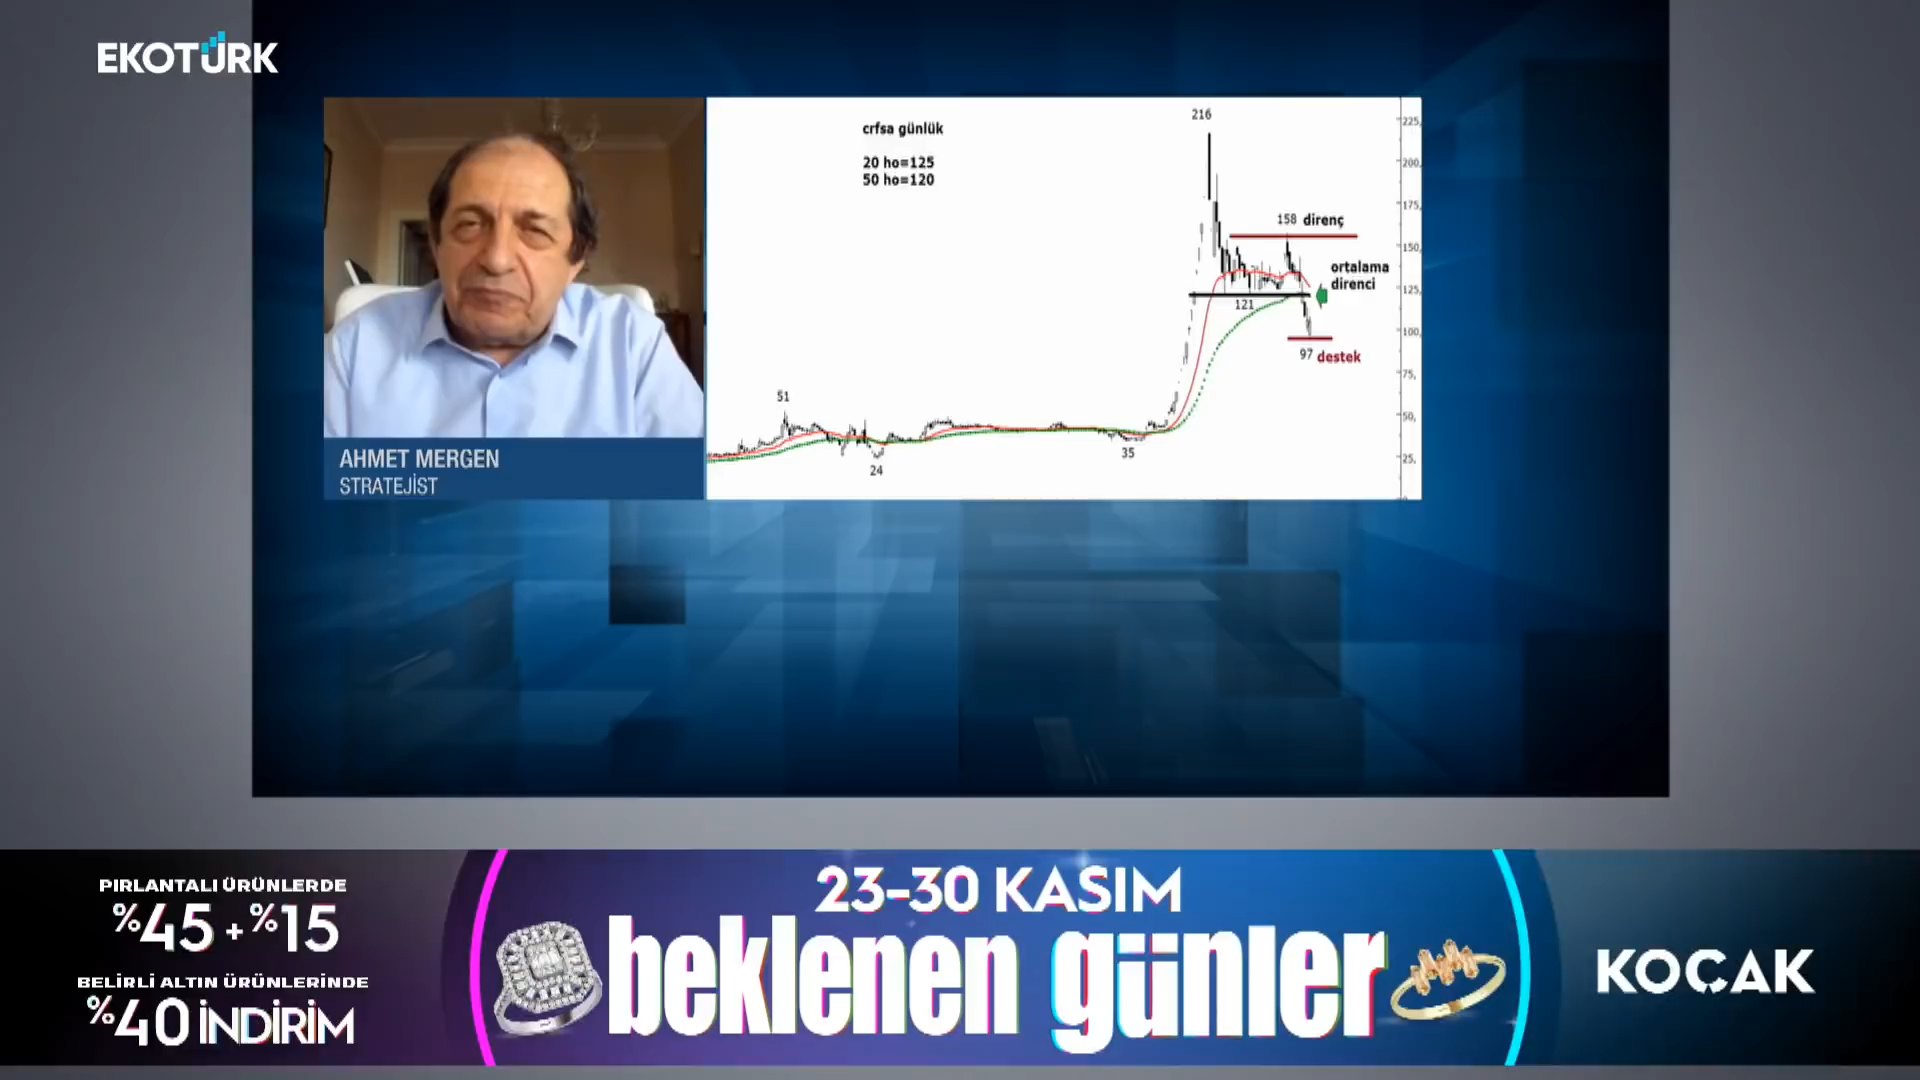 EKOTÜRK
crfsa günlük
20 ho=125
50 ho=120
216
225,
200,
175,
150,
125,
100,
75,
50,
25,
158 direnç
ortalama
direnci
121
97 destek
51
24
35
AHMET MERGEN
STRATEJİST
PIRLANTALI ÜRÜNLERDE
%45 + %15
BELİRLİ ALTIN ÜRÜNLERİNDE
%40 İNDİRİM
23-30 KASIM
beklenen günler
KOÇAK